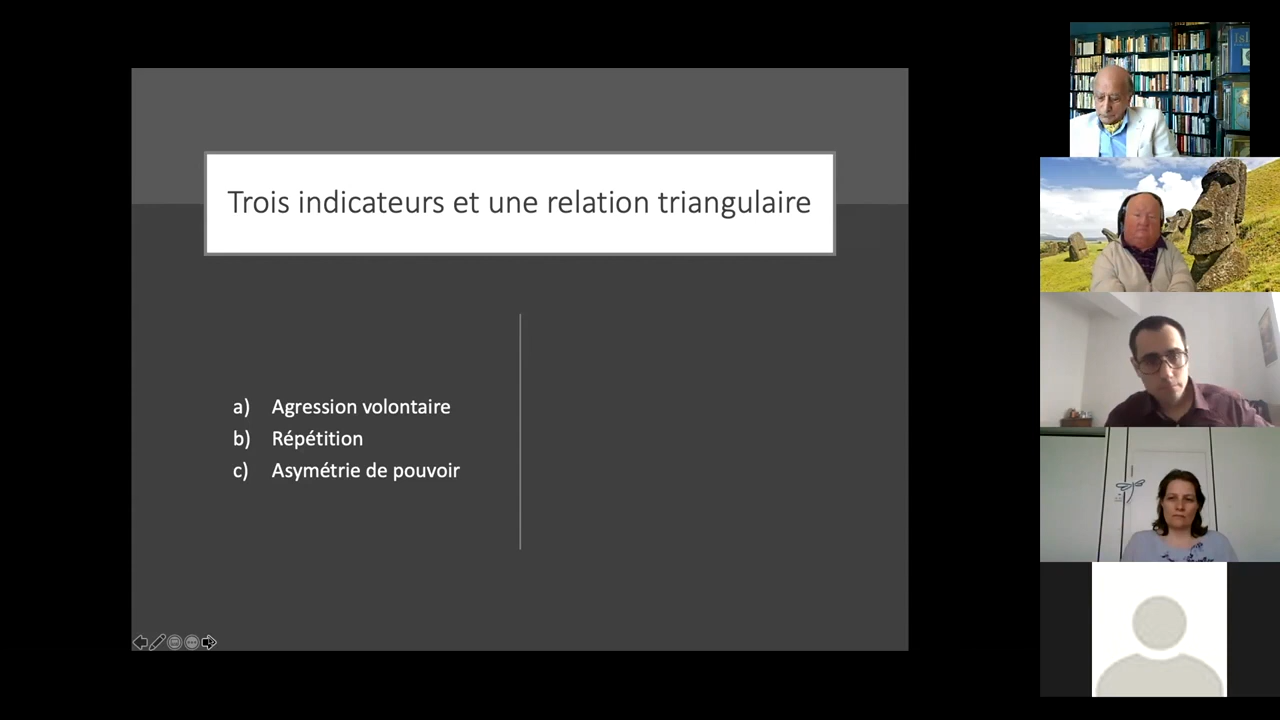 Trois indicateurs et une relation triangulaire
a) Agression volontaire
b) Répétition
c) Asymétrie de pouvoir